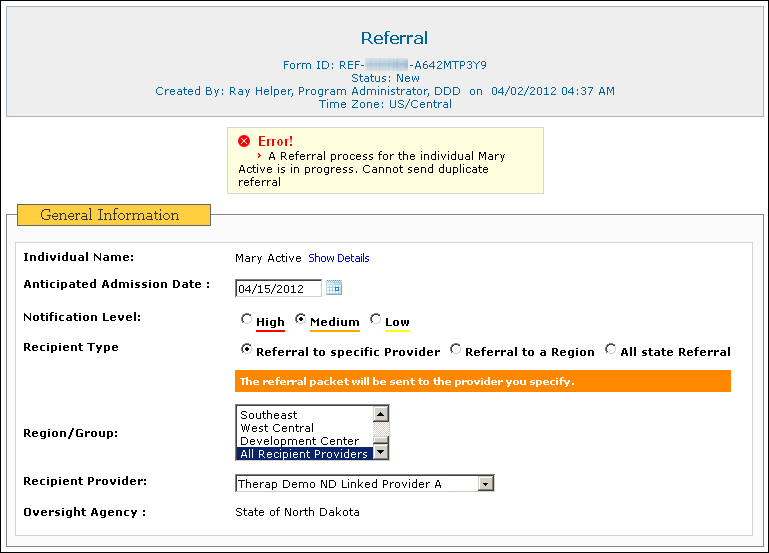 Referral
Form ID: REF- -A642MTP3Y9
Status: New
Created By: Ray Helper, Program Administrator, DDD on 04/02/2012 04:37 AM
Time Zone: US/Central
Error!
A Referral process for the individual Mary
Active is in progress. Cannot send duplicate
referral
General Information
Individual Name: Mary Active Show Details
Anticipated Admission Date : 04/15/2012
Notification Level: High Medium Low
Recipient Type Referral to specific Provider Referral to a Region All state Referral
The referral packet will be sent to the provider you specify.
Region/Group:
Southeast
West Central
Development Center
All Recipient Providers
Recipient Provider: Therap Demo ND Linked Provider A
Oversight Agency : State of North Dakota